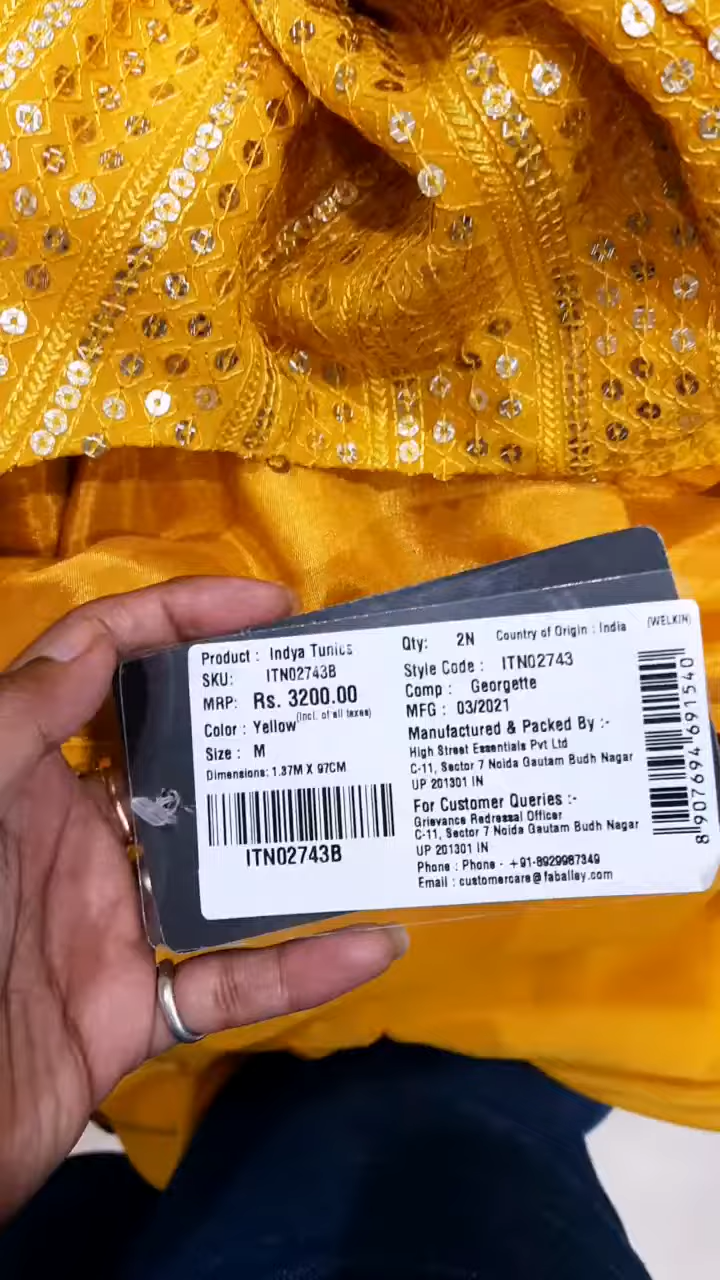 Product : Indya Tunics
SKU: ITN02743B
MRP: Rs. 3200.00
(incl. of all taxes)
Color : Yellow
Size : M
Dimensions: 1.37M X 97CM
ITN02743B
Qty: 2N Country of Origin : India
Style Code : ITN02743
Comp : Georgette
MFG : 03/2021
Manufactured & Packed By :-
High Street Essentials Pvt Ltd
C-11, Sector 7 Noida Gautam Budh Nagar
UP 201301 IN
For Customer Queries :-
Grievance Redressal Officer
C-11, Sector 7 Noida Gautam Budh Nagar
UP 201301 IN
Phone : Phone - +91-8929987349
Email : customercare@faballey.com
(WELKIN)
8907694691540